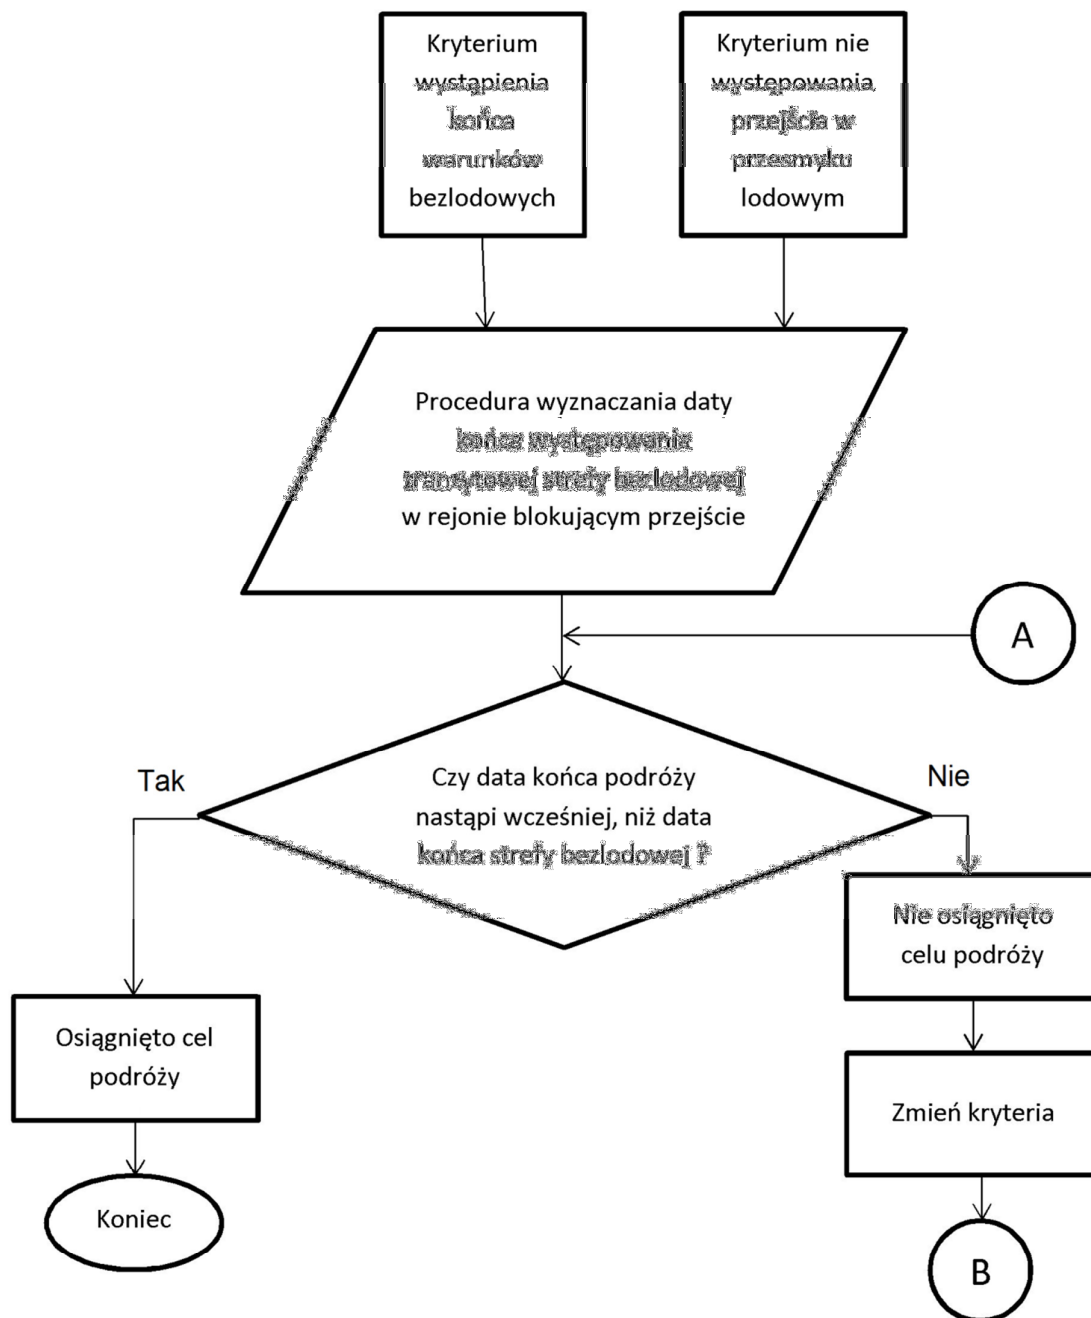 Kryterium
wystąpienia
końca
warunków
bezlodowych
Kryterium nie
występowania
przejścia w
przesmyku
lodowym
Procedura wyznaczania daty
końca występowania
tranzytowej strefy bezlodowej
w rejonie blokującym przejście
A
Tak
Czy data końca podróży
nastąpi wcześniej, niż data
końca strefy bezlodowej ?
Nie
Nie osiągnięto
celu podróży
Osiągnięto cel
podróży
Zmień kryteria
Koniec
B